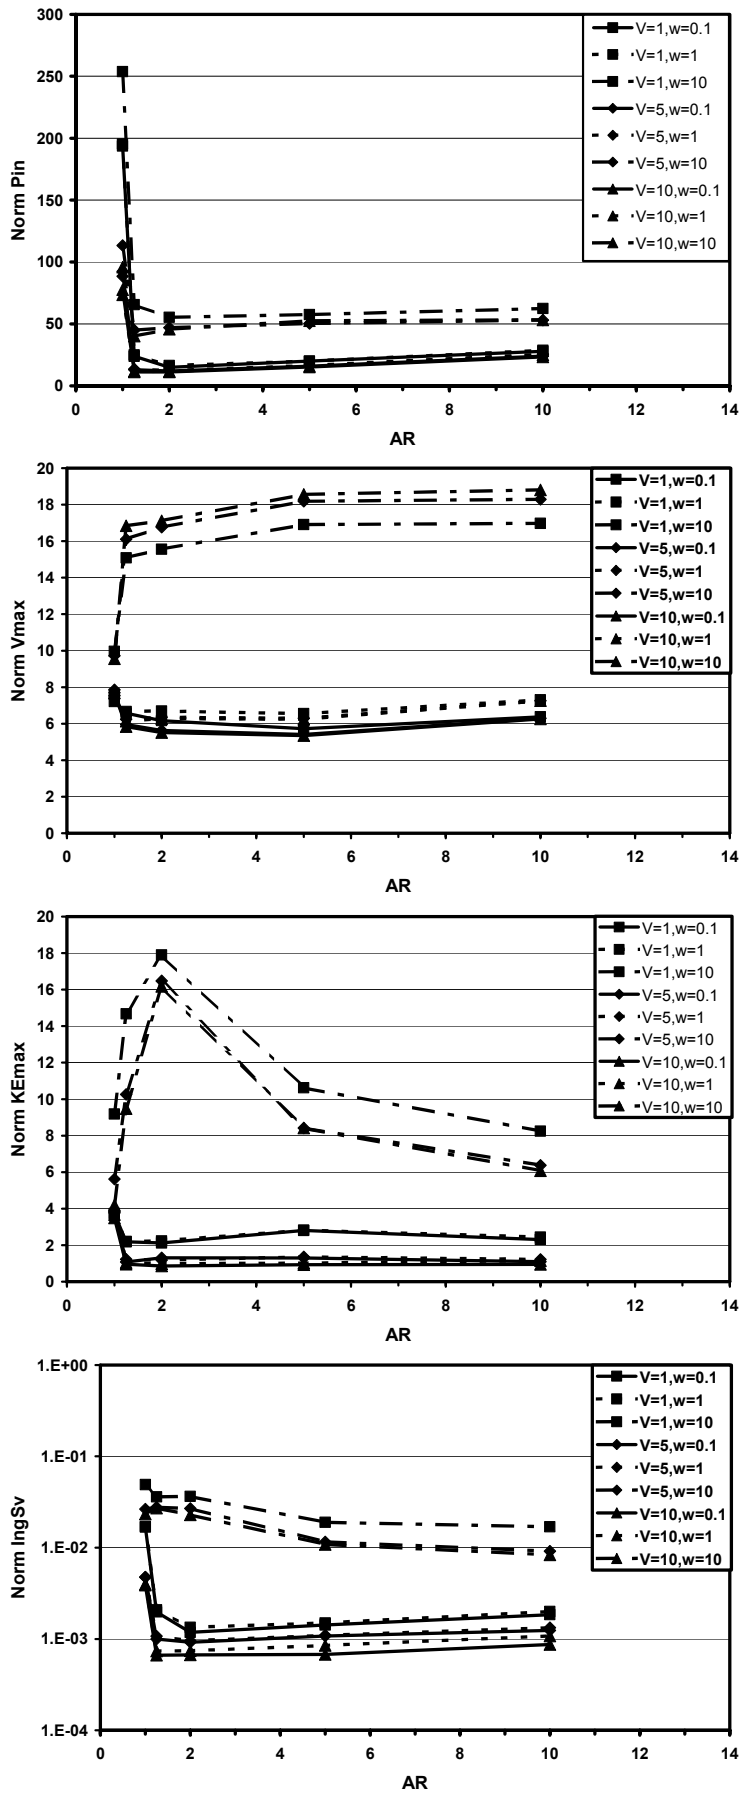 300
250
200
150
100
50
0
Norm Pin
0 2 4 6 8 10 12 14
AR
V=1,w=0.1
V=1,w=1
V=1,w=10
V=5,w=0.1
V=5,w=1
V=5,w=10
V=10,w=0.1
V=10,w=1
V=10,w=10
20
18
16
14
12
10
8
6
4
2
0
Norm Vmax
0 2 4 6 8 10 12 14
AR
V=1,w=0.1
V=1,w=1
V=1,w=10
V=5,w=0.1
V=5,w=1
V=5,w=10
V=10,w=0.1
V=10,w=1
V=10,w=10
20
18
16
14
12
10
8
6
4
2
0
Norm KEmax
0 2 4 6 8 10 12 14
AR
V=1,w=0.1
V=1,w=1
V=1,w=10
V=5,w=0.1
V=5,w=1
V=5,w=10
V=10,w=0.1
V=10,w=1
V=10,w=10
1.E+00
1.E-01
1.E-02
1.E-03
1.E-04
Norm IngSv
0 2 4 6 8 10 12 14
AR
V=1,w=0.1
V=1,w=1
V=1,w=10
V=5,w=0.1
V=5,w=1
V=5,w=10
V=10,w=0.1
V=10,w=1
V=10,w=10